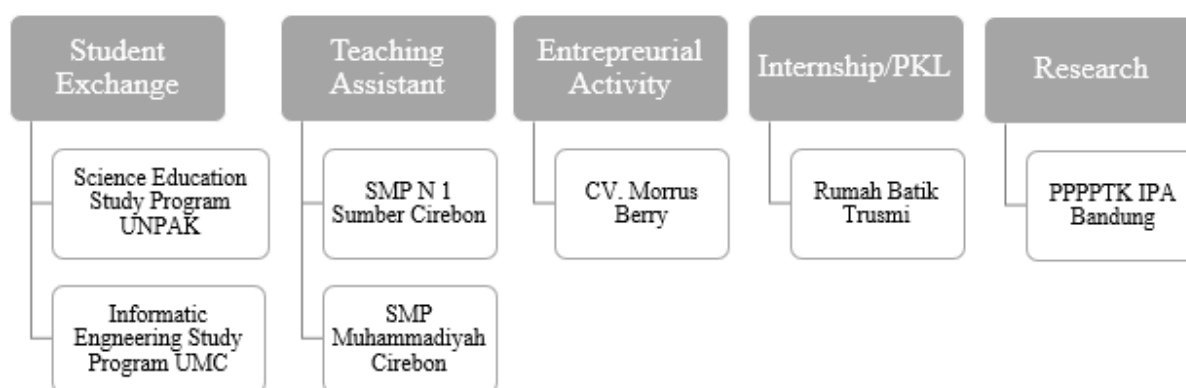 Student
Exchange
Science Education
Study Program
UNPAK
Informatic
Engneering Study
Program UMC
Teaching
Assistant
SMP N 1
Sumber Cirebon
SMP
Muhammadiyah
Cirebon
Entrepreurial
Activity
CV. Morrus
Berry
Internship/PKL
Rumah Batik
Trusmi
Research
PPPPTK IPA
Bandung